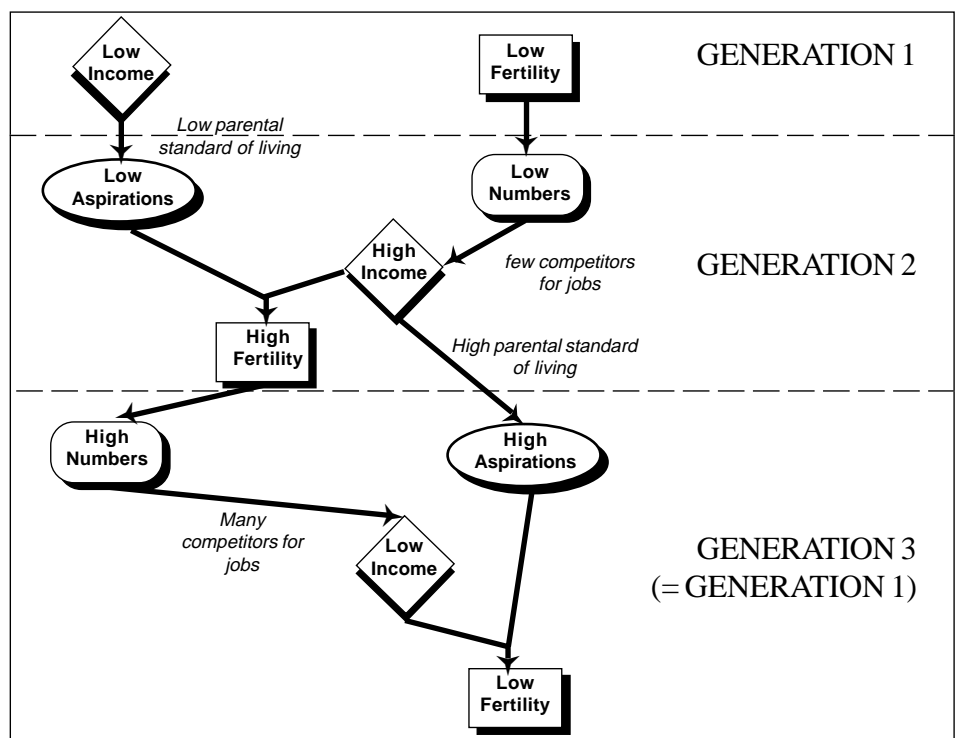 Low
Income
Low
Fertility
GENERATION 1
Low parental
standard of living
Low
Aspirations
Low
Numbers
High
Income
few competitors
for jobs
GENERATION 2
High
Fertility
High parental standard
of living
High
Numbers
High
Aspirations
Many
competitors for
jobs
Low
Income
GENERATION 3
(= GENERATION 1)
Low
Fertility